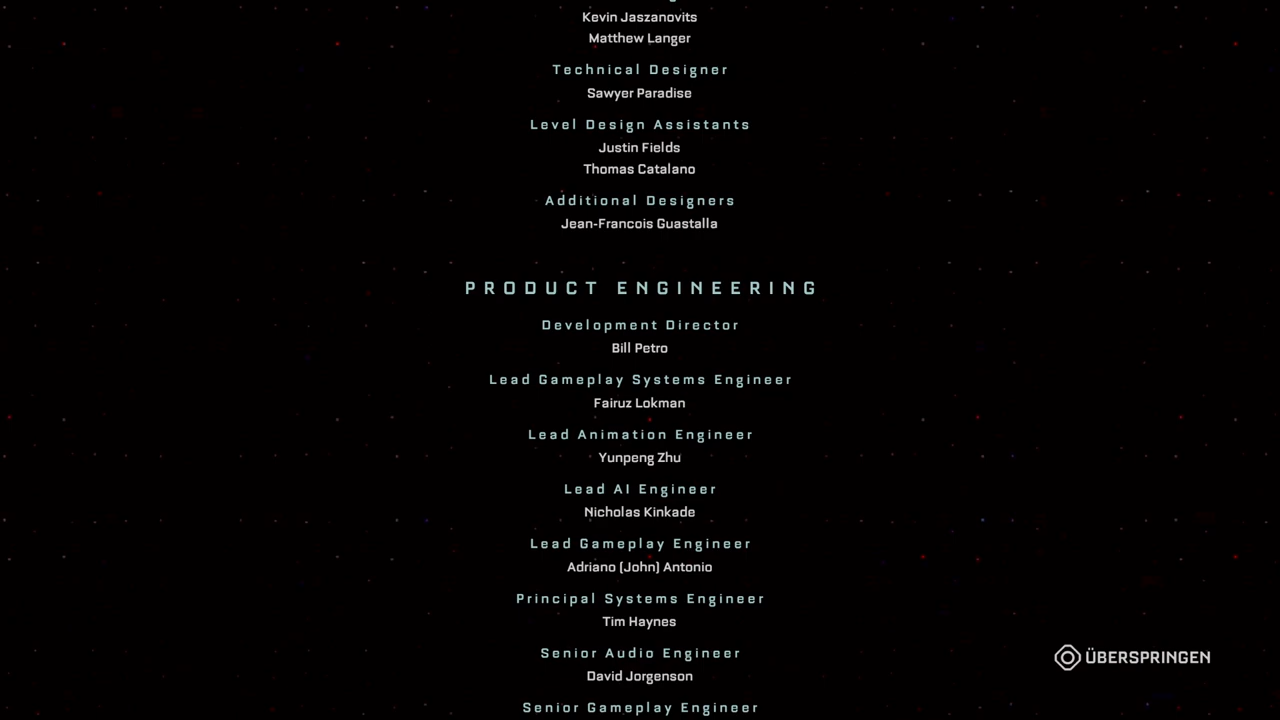 Kevin Jaszanovits
Matthew Langer
Technical Designer
Sawyer Paradise
Level Design Assistants
Justin Fields
Thomas Catalano
Additional Designers
Jean-Francois Guastalla
PRODUCT ENGINEERING
Development Director
Bill Petro
Lead Gameplay Systems Engineer
Fairuz Lokman
Lead Animation Engineer
Yunpeng Zhu
Lead AI Engineer
Nicholas Kinkade
Lead Gameplay Engineer
Adriano (John) Antonio
Principal Systems Engineer
Tim Haynes
Senior Audio Engineer
David Jorgenson
ÜBERSPRINGEN
Senior Gameplay Engineer